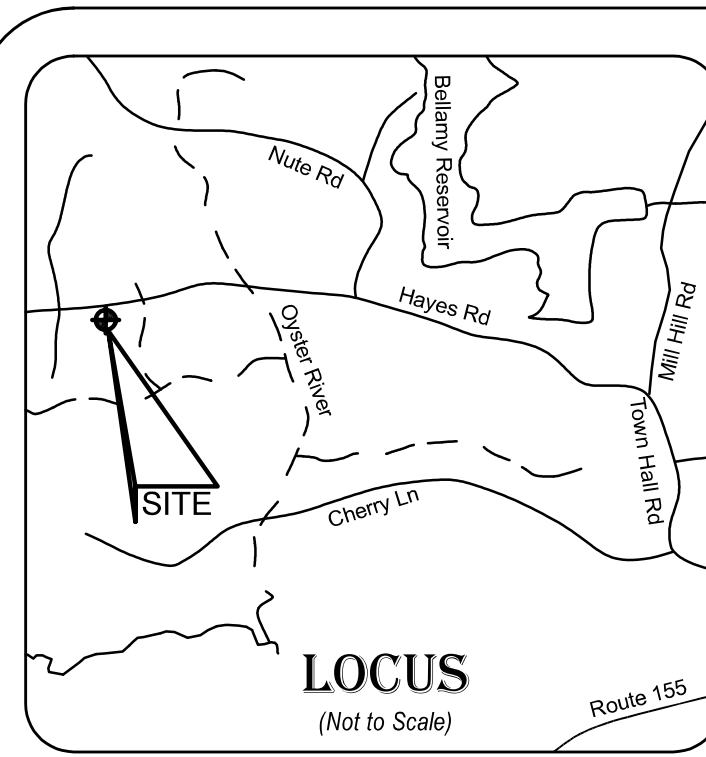 Bellamy Reservoir
Nute Rd
Hayes Rd
Mill Hill Rd
Oyster River
Town Hall Rd
SITE
Cherry Ln
LOCUS
(Not to Scale)
Route 155